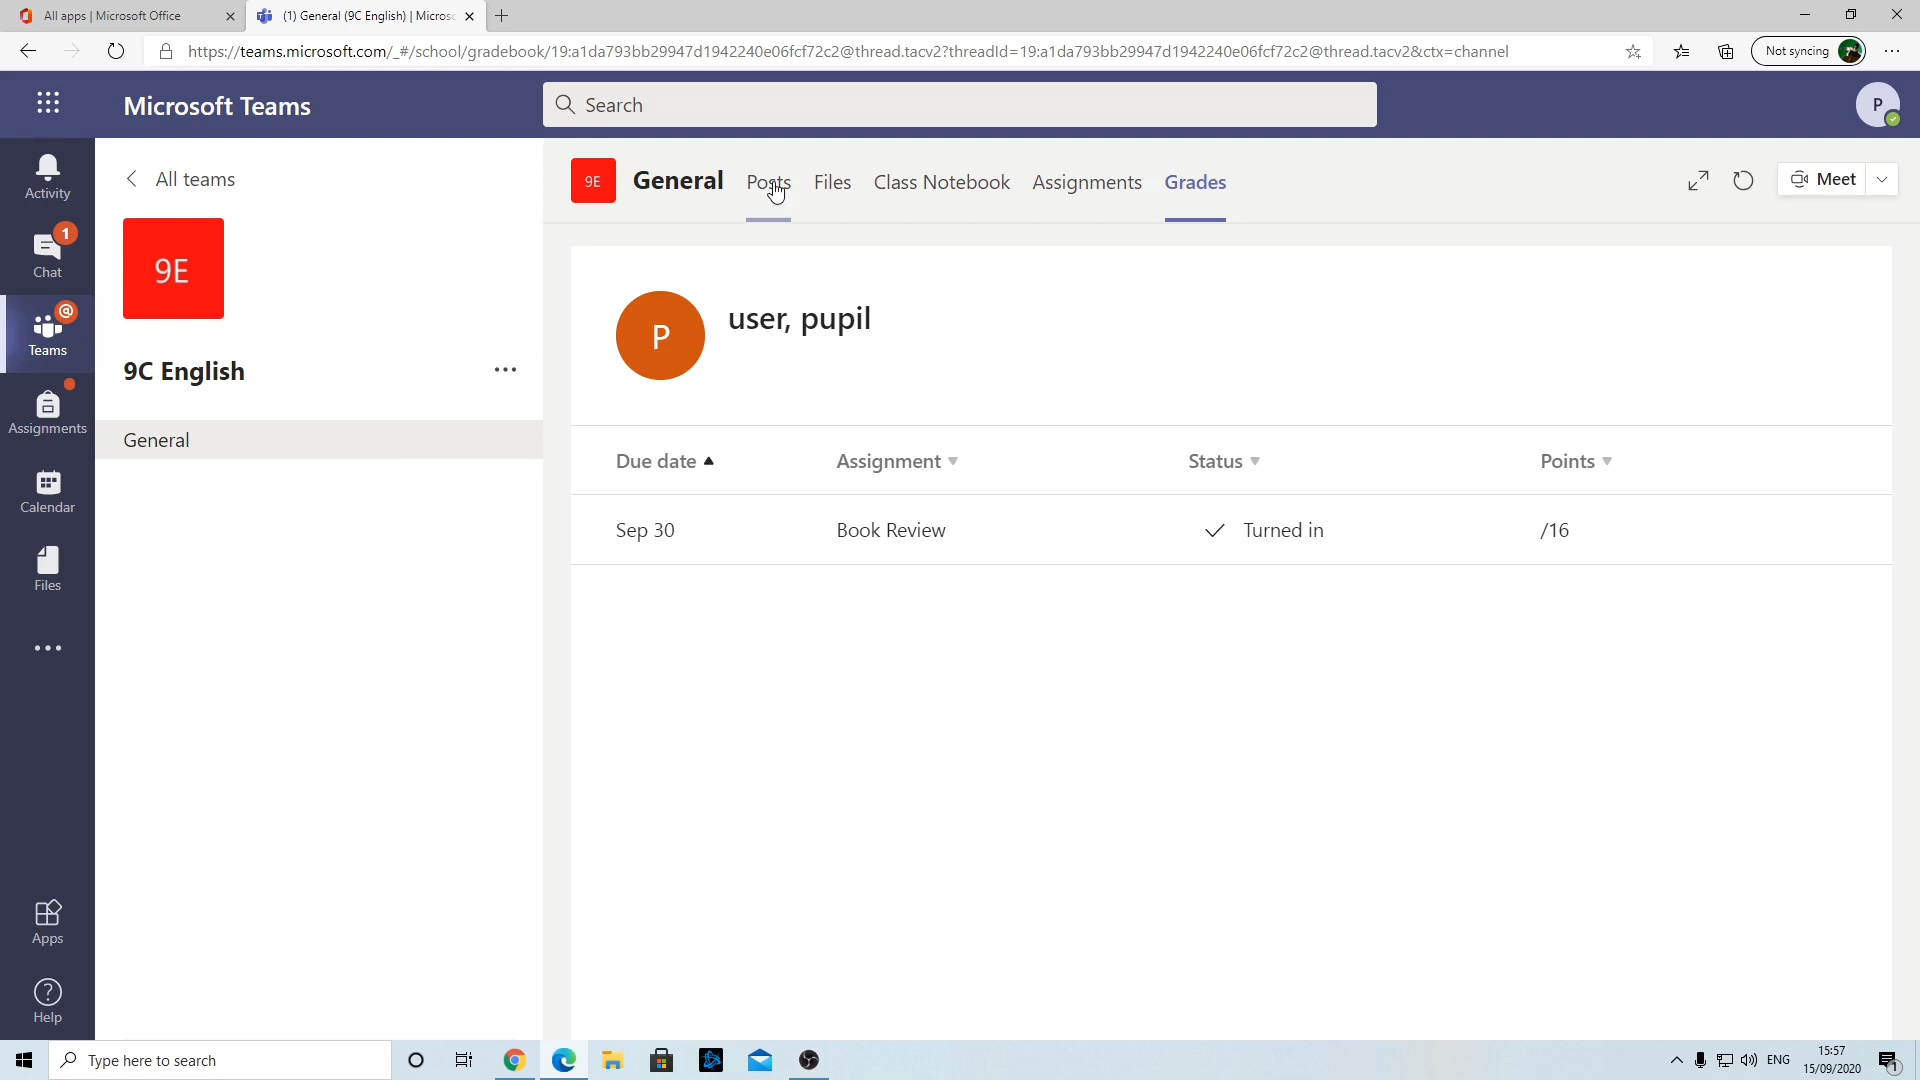 All apps | Microsoft Office
(1) General (9C English) | Micros
https://teams.microsoft.com/_#/school/gradebook/19:a1da793bb29947d1942240e06fcf72c2@thread.tacv2?threadId=19:a1da793bb29947d1942240e06fcf72c2@thread.tacv2&ctx=channel
Not syncing
Microsoft Teams
Search
P
Activity
1
Chat
@
Teams
Assignments
Calendar
Files
Apps
Help
All teams
9E
9C English
General
9E
General
Posts
Files
Class Notebook
Assignments
Grades
Meet
P
user, pupil
Due date
Assignment
Status
Points
Sep 30
Book Review
Turned in
/16
Type here to search
ENG
15:57
15/09/2020
1